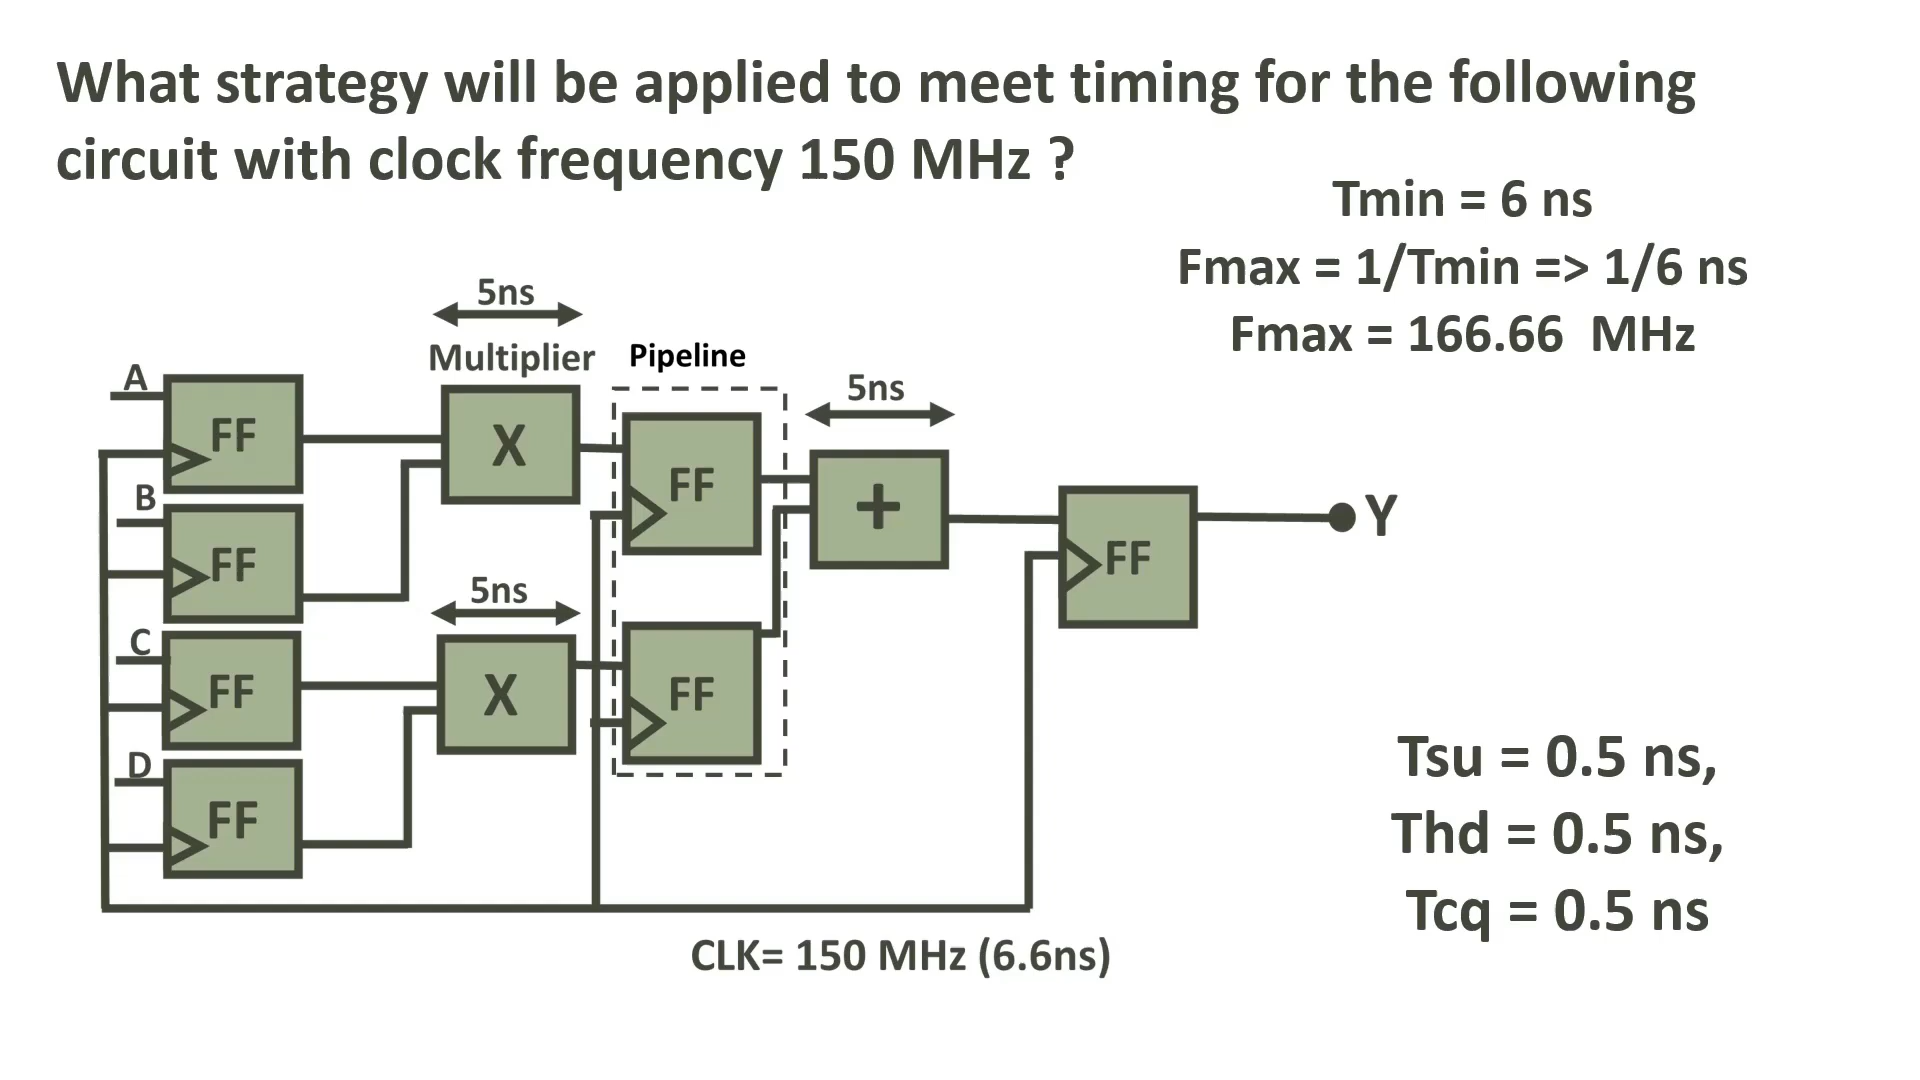 What strategy will be applied to meet timing for the following
circuit with clock frequency 150 MHz ?
Tmin = 6 ns
Fmax = 1/Tmin => 1/6 ns
Fmax = 166.66 MHz
5ns
Multiplier
Pipeline
5ns
A
FF
X
FF
+
B
FF
FF
Y
5ns
C
FF
X
FF
D
FF
Tsu = 0.5 ns,
Thd = 0.5 ns,
Tcq = 0.5 ns
CLK= 150 MHz (6.6ns)